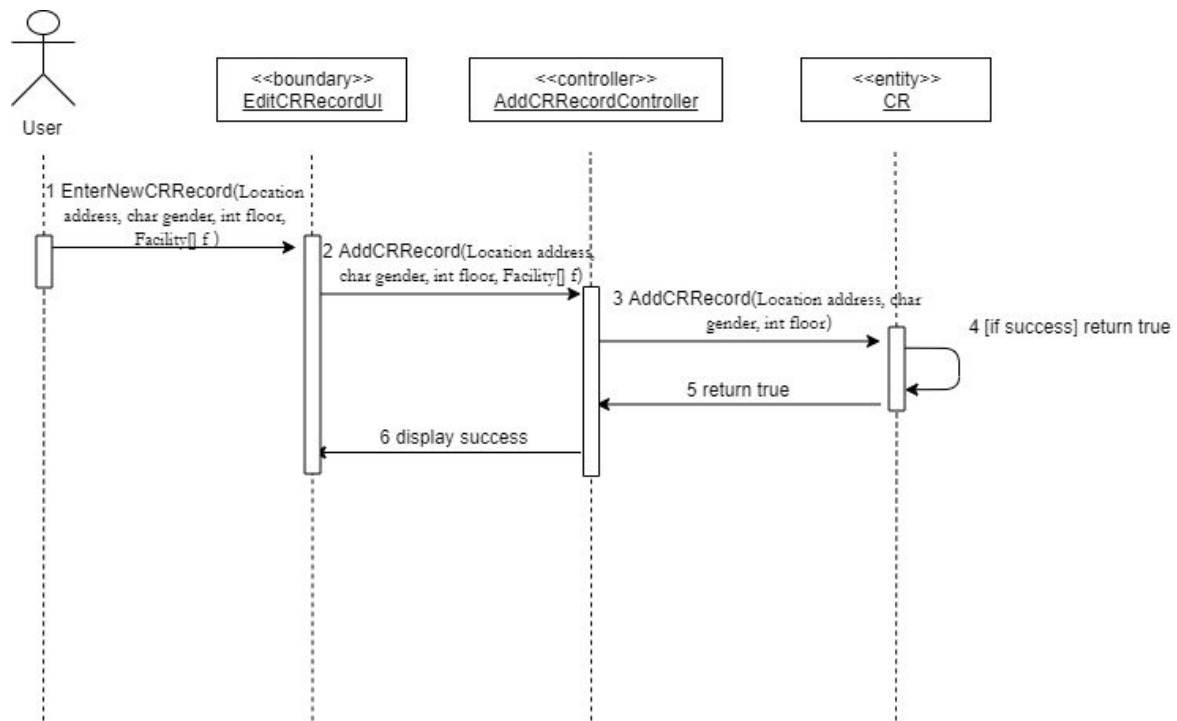 <<boundary>>
EditCRRecordUI
<<controller>>
AddCRRecordController
<<entity>>
CR
User
1 EnterNewCRRecord(Location
address, char gender, int floor,
Facility[] f )
2 AddCRRecord(Location address,
char gender, int floor, Facility[] f)
3 AddCRRecord(Location address, char
gender, int floor)
4 [if success] return true
5 return true
6 display success